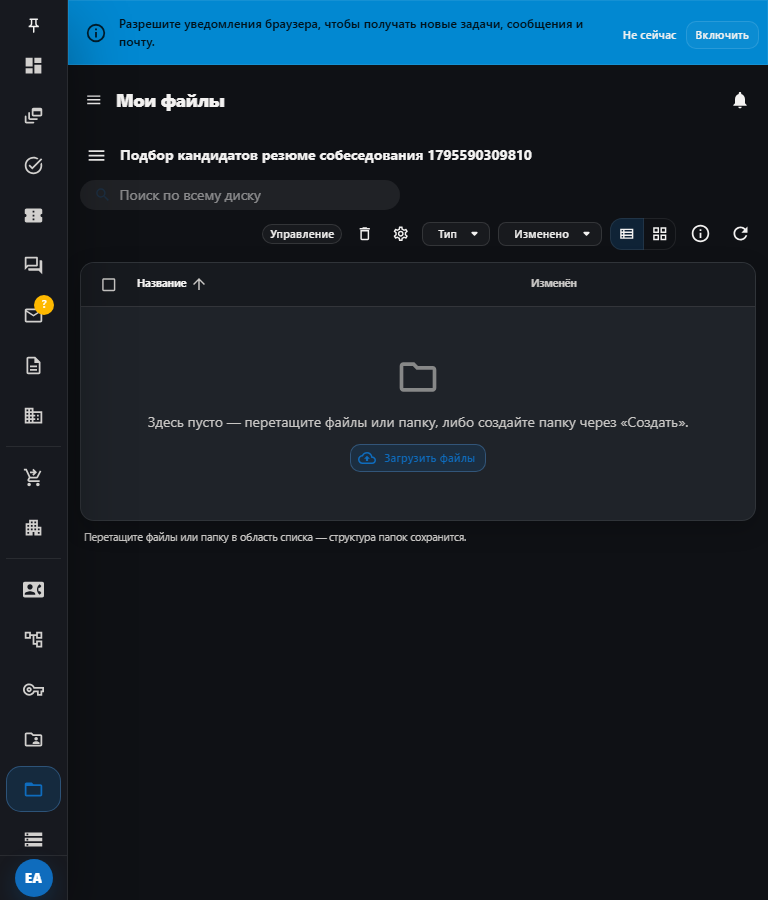 Разрешите уведомления браузера, чтобы получать новые задачи, сообщения и
почту.
Не сейчас
Включить
Мои файлы
Подбор кандидатов резюме собеседования 1795590309810
Поиск по всему диску
Управление
Тип
Изменено
Название
Изменён
?
Здесь пусто — перетащите файлы или папку, либо создайте папку через «Создать».
Загрузить файлы
Перетащите файлы или папку в область списка — структура папок сохранится.
EA